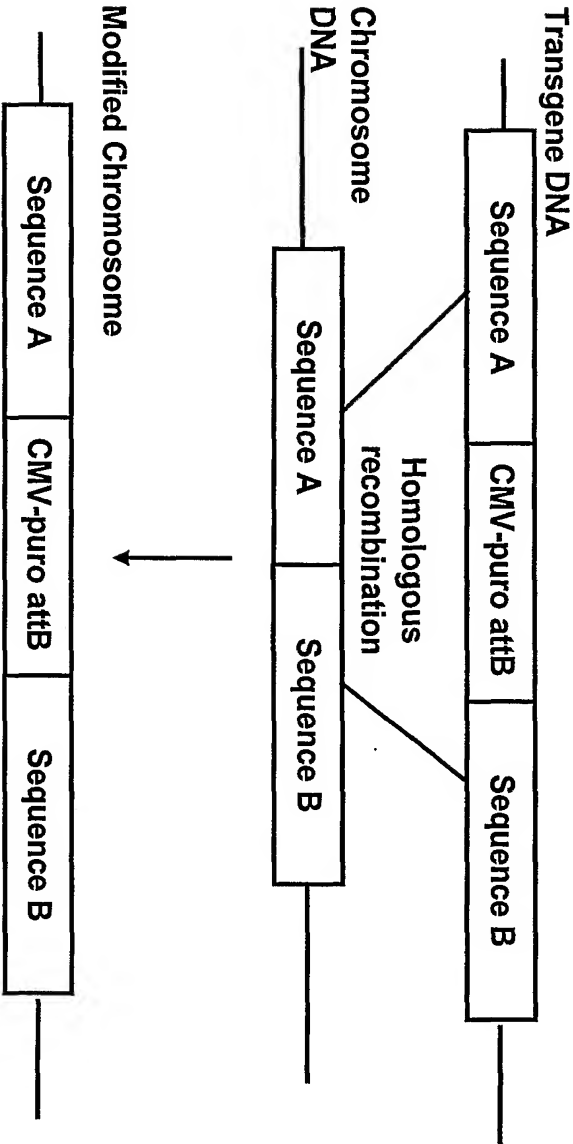 Transgene DNA
Sequence A
CMV-puro attB
Sequence B
Chromosome
DNA
Homologous
recombination
Sequence A
Sequence B
Modified Chromosome
Sequence A
CMV-puro attB
Sequence B